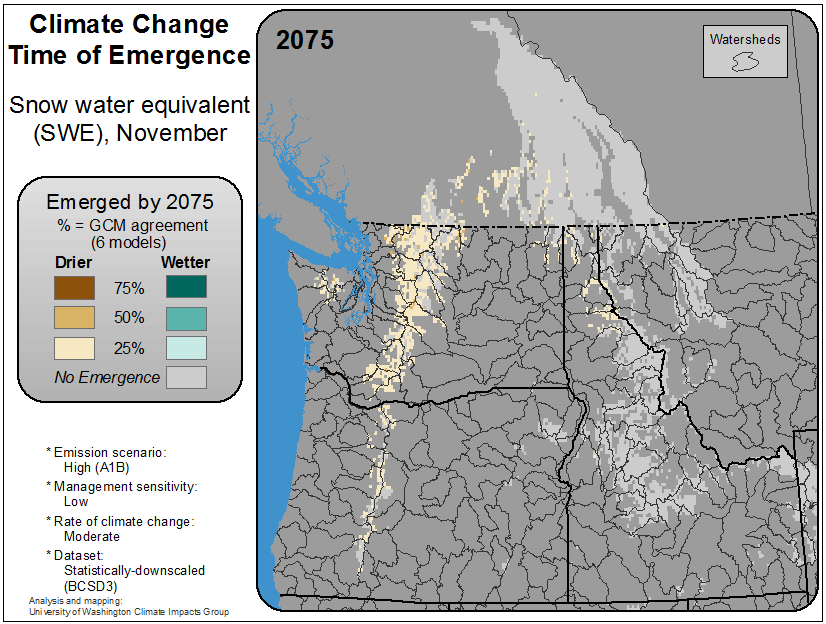 Climate Change
Time of Emergence
Snow water equivalent
(SWE), November
Emerged by 2075
% = GCM agreement
(6 models)
Drier Wetter
75%
50%
25%
No Emergence
* Emission scenario:
High (A1B)
* Management sensitivity:
Low
* Rate of climate change:
Moderate
* Dataset:
Statistically-downscaled
(BCSD3)
Analysis and mapping:
University of Washington Climate Impacts Group
2075
Watersheds